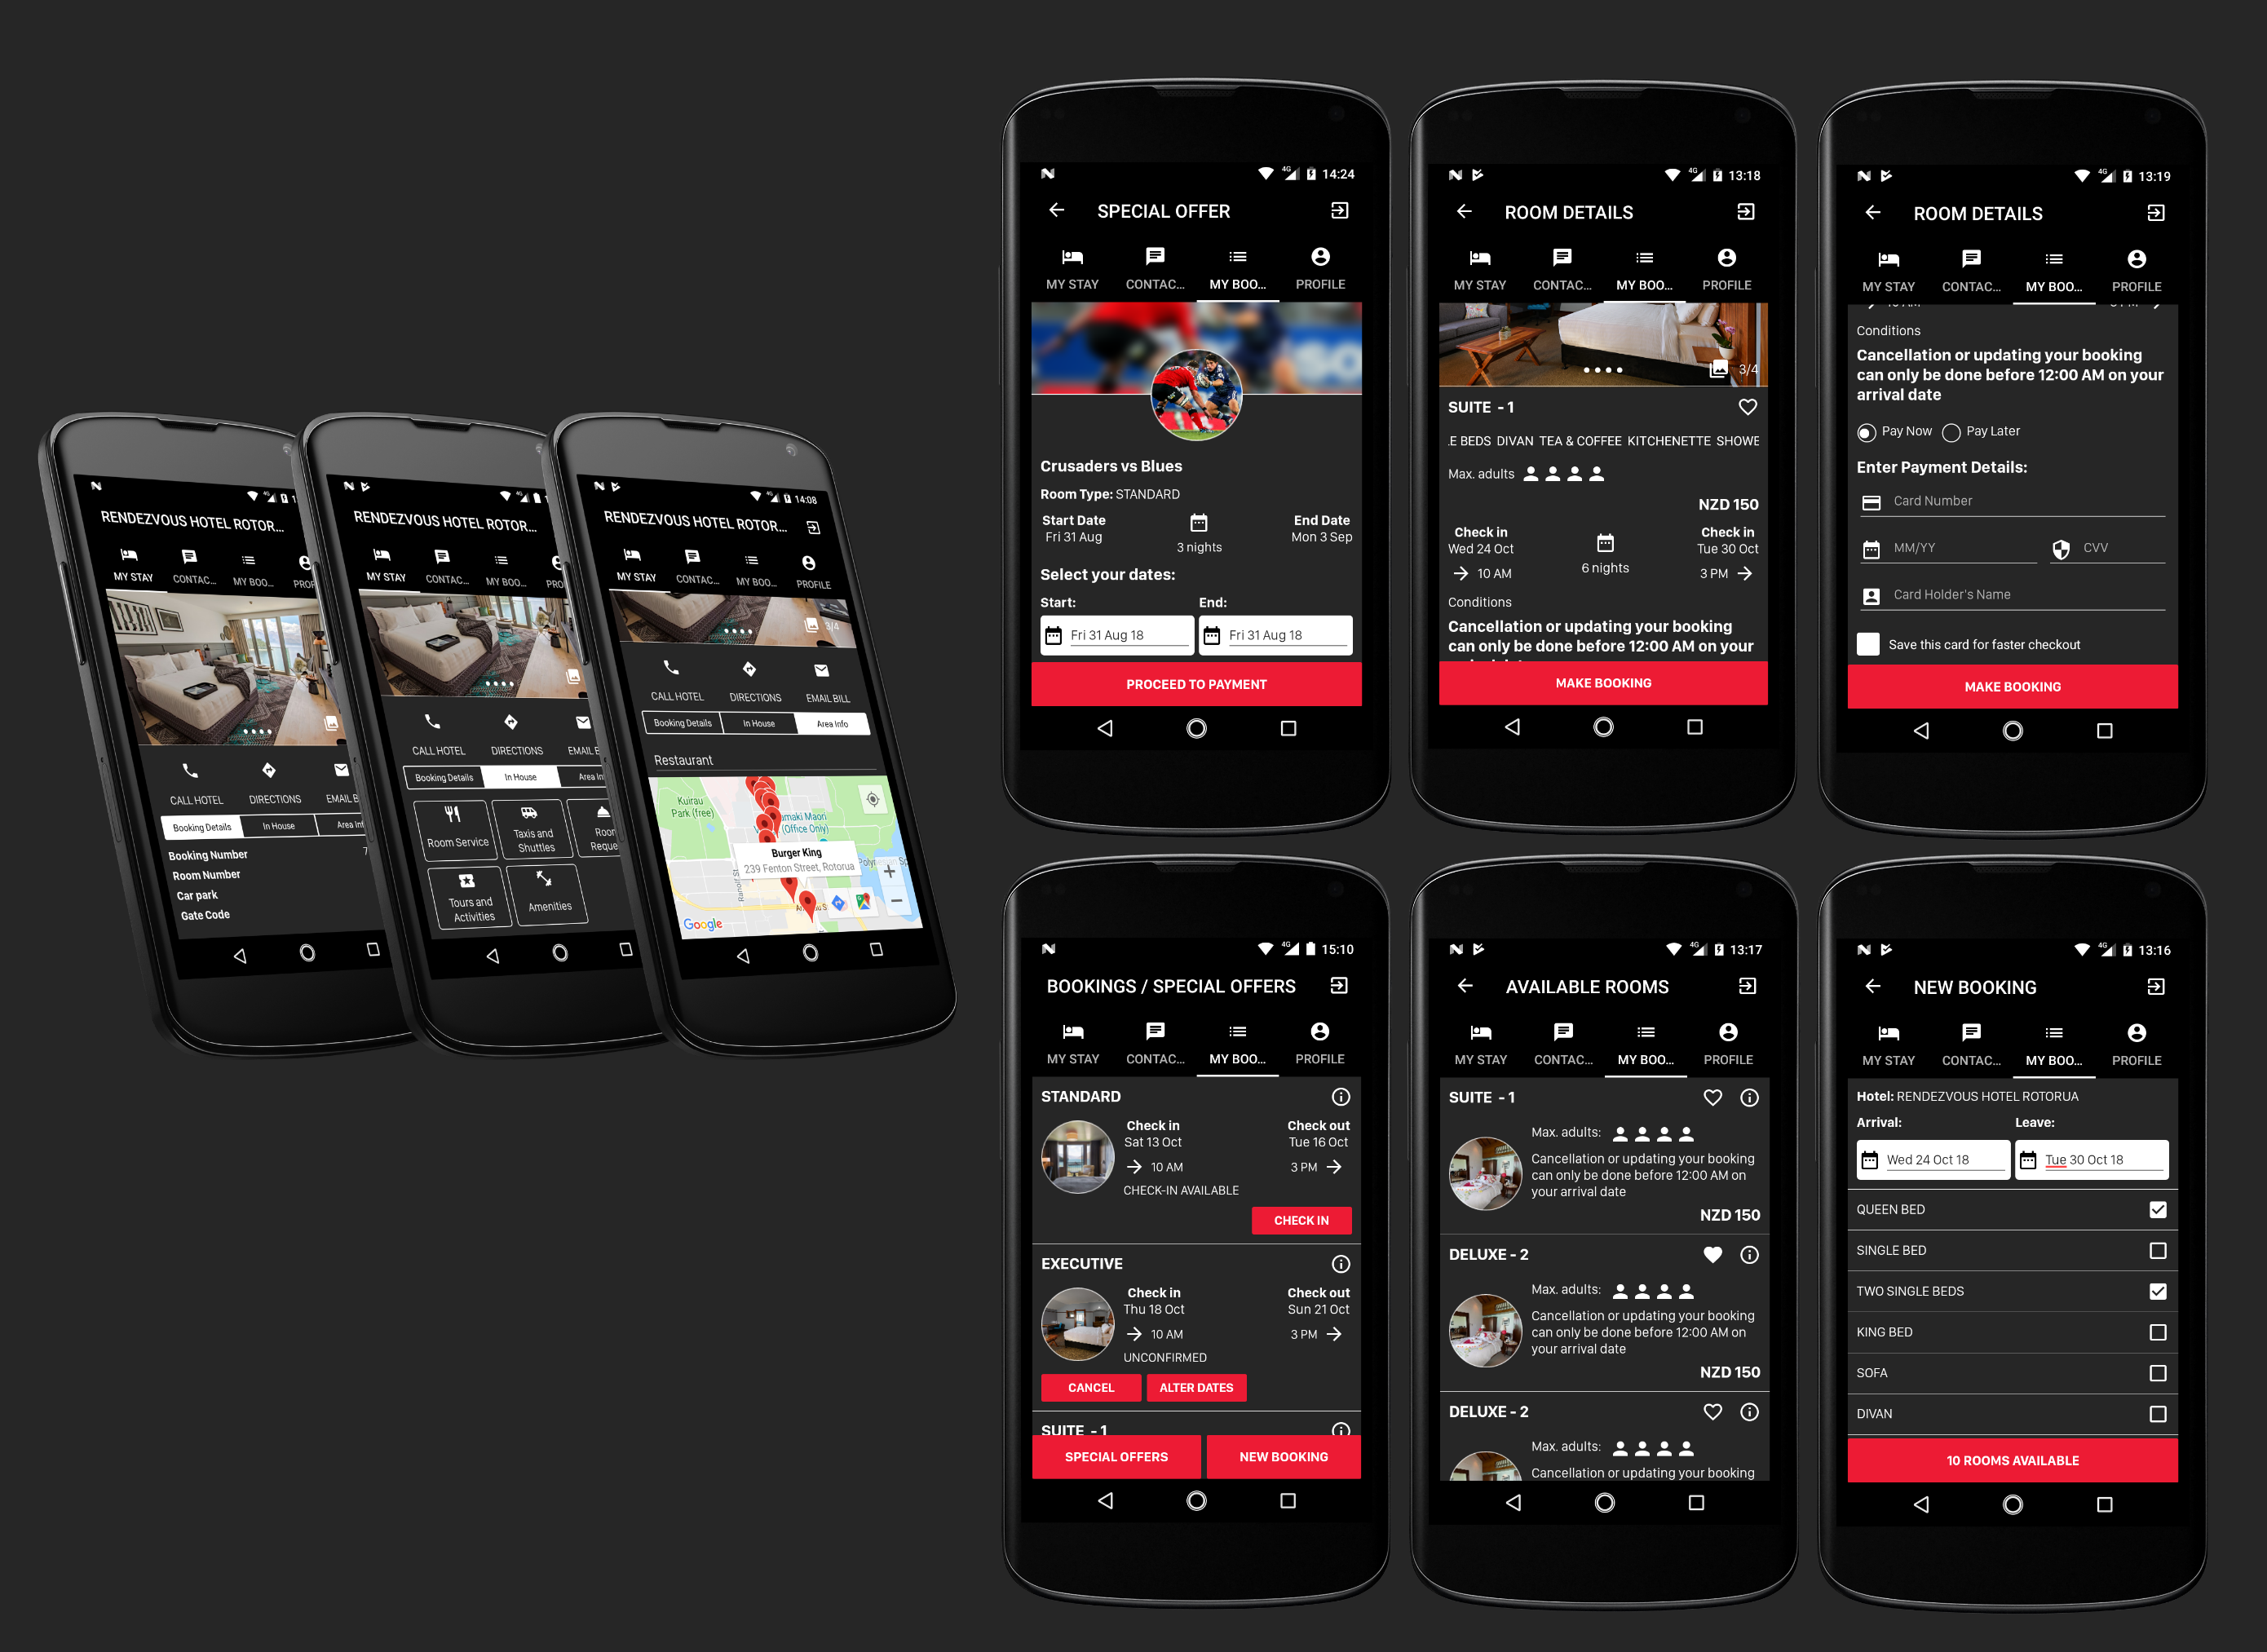 RENDEZVOUS HOTEL ROTOR...
MY STAY CONTAC... MY BOO...
CALL HOTEL DIRECTIONS
Booking Details In House
Booking Number
Room Number
Car park
Gate Code
RENDEZVOUS HOTEL ROTOR...
MY STAY CONTAC... MY BOO...
CALL HOTEL DIRECTIONS
Booking Details In House
Room Service
Taxis and
Shuttles
Tours and
Activities
Amenities
14:08
RENDEZVOUS HOTEL ROTOR...
MY STAY CONTAC... MY BOO... PROFILE
3/4
CALL HOTEL DIRECTIONS EMAIL BILL
Booking Details In House Area Info
Restaurant
Kuirau
Park (free)
(Office Only)
Burger King
239 Fenton Street, Rotorua
Google
4G 14:24
SPECIAL OFFER
MY STAY CONTAC... MY BOO... PROFILE
Crusaders vs Blues
Room Type: STANDARD
Start Date End Date
Fri 31 Aug 3 nights Mon 3 Sep
Select your dates:
Start: End:
Fri 31 Aug 18 Fri 31 Aug 18
PROCEED TO PAYMENT
4G 13:18
ROOM DETAILS
MY STAY CONTAC... MY BOO... PROFILE
3/4
SUITE - 1
E BEDS DIVAN TEA & COFFEE KITCHENETTE SHOWE
Max. adults
NZD 150
Check in Check in
Wed 24 Oct Tue 30 Oct
10 AM 6 nights 3 PM
Conditions
Cancellation or updating your booking
can only be done before 12:00 AM on your
MAKE BOOKING
4G 13:19
ROOM DETAILS
MY STAY CONTAC... MY BOO... PROFILE
Conditions
Cancellation or updating your booking
can only be done before 12:00 AM on your
arrival date
Pay Now Pay Later
Enter Payment Details:
Card Number
MM/YY CVV
Card Holder's Name
Save this card for faster checkout
MAKE BOOKING
4G 15:10
BOOKINGS / SPECIAL OFFERS
MY STAY CONTAC... MY BOO... PROFILE
STANDARD
Check in Check out
Sat 13 Oct Tue 16 Oct
10 AM 3 PM
CHECK-IN AVAILABLE
CHECK IN
EXECUTIVE
Check in Check out
Thu 18 Oct Sun 21 Oct
10 AM 3 PM
UNCONFIRMED
CANCEL ALTER DATES
SUITE - 1
SPECIAL OFFERS NEW BOOKING
4G 13:17
AVAILABLE ROOMS
MY STAY CONTAC... MY BOO... PROFILE
SUITE - 1
Max. adults:
Cancellation or updating your booking
can only be done before 12:00 AM on
your arrival date
NZD 150
DELUXE - 2
Max. adults:
Cancellation or updating your booking
can only be done before 12:00 AM on
your arrival date
NZD 150
DELUXE - 2
Max. adults:
Cancellation or updating your booking
4G 13:16
NEW BOOKING
MY STAY CONTAC... MY BOO... PROFILE
Hotel: RENDEZVOUS HOTEL ROTORUA
Arrival: Leave:
Wed 24 Oct 18 Tue 30 Oct 18
QUEEN BED
SINGLE BED
TWO SINGLE BEDS
KING BED
SOFA
DIVAN
10 ROOMS AVAILABLE